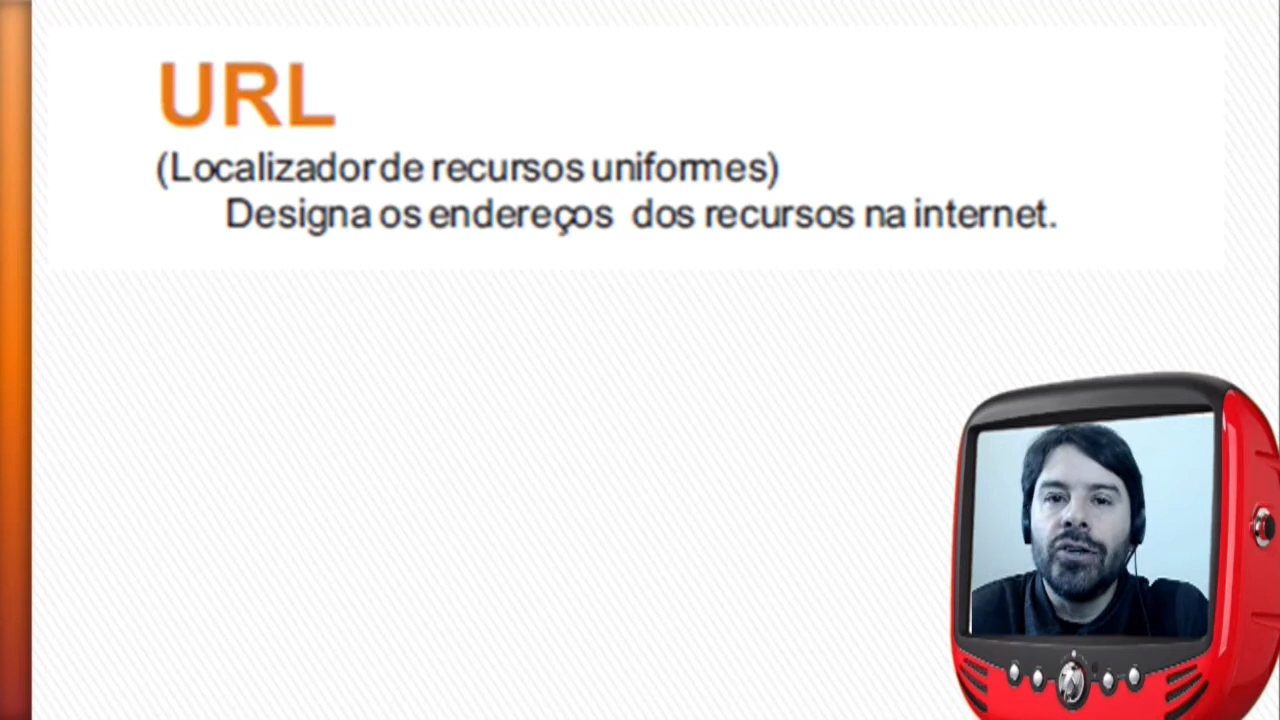 URL
(Localizador de recursos uniformes)
Designa os endereços dos recursos na internet.